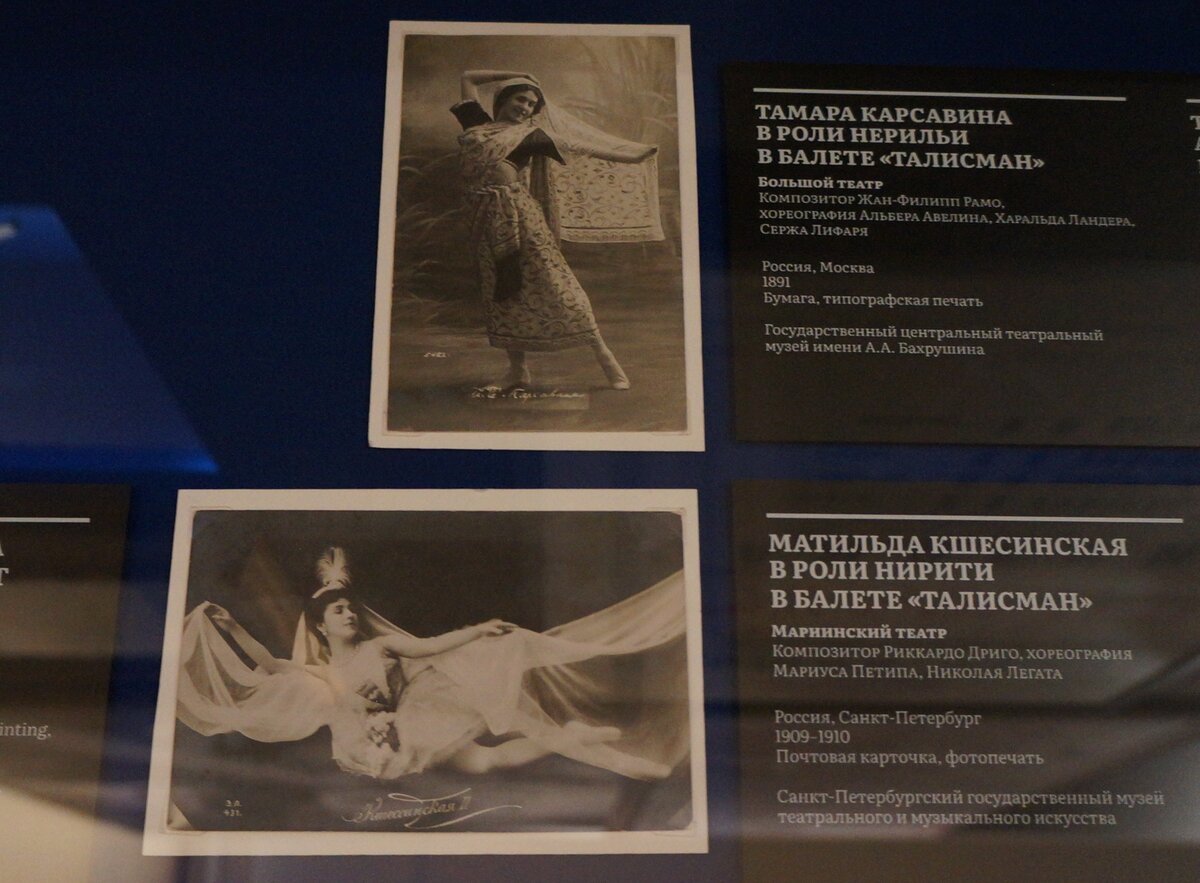 ТАМАРА КАРСАВИНА
В РОЛИ НЕРИЛЬИ
В БАЛЕТЕ «ТАЛИСМАН»
Большой театр
Композитор Жан-Филипп Рамо,
хореография Альбера Авелина, Харальда Ландера,
Сержа Лифаря
Россия, Москва
1891
Бумага, типографская печать
Государственный центральный театральный
музей имени А.А. Бахрушина
Карсавина
inting,
МАТИЛЬДА КШЕСИНСКАЯ
В РОЛИ НИРИТИ
В БАЛЕТЕ «ТАЛИСМАН»
Мариинский театр
Композитор Риккардо Дриго, хореография
Мариуса Петипа, Николая Легата
Россия, Санкт-Петербург
1909–1910
Почтовая карточка, фотопечать
Санкт-Петербургский государственный музей
театрального и музыкального искусства
Э.Л.
431.
Кшесинская II